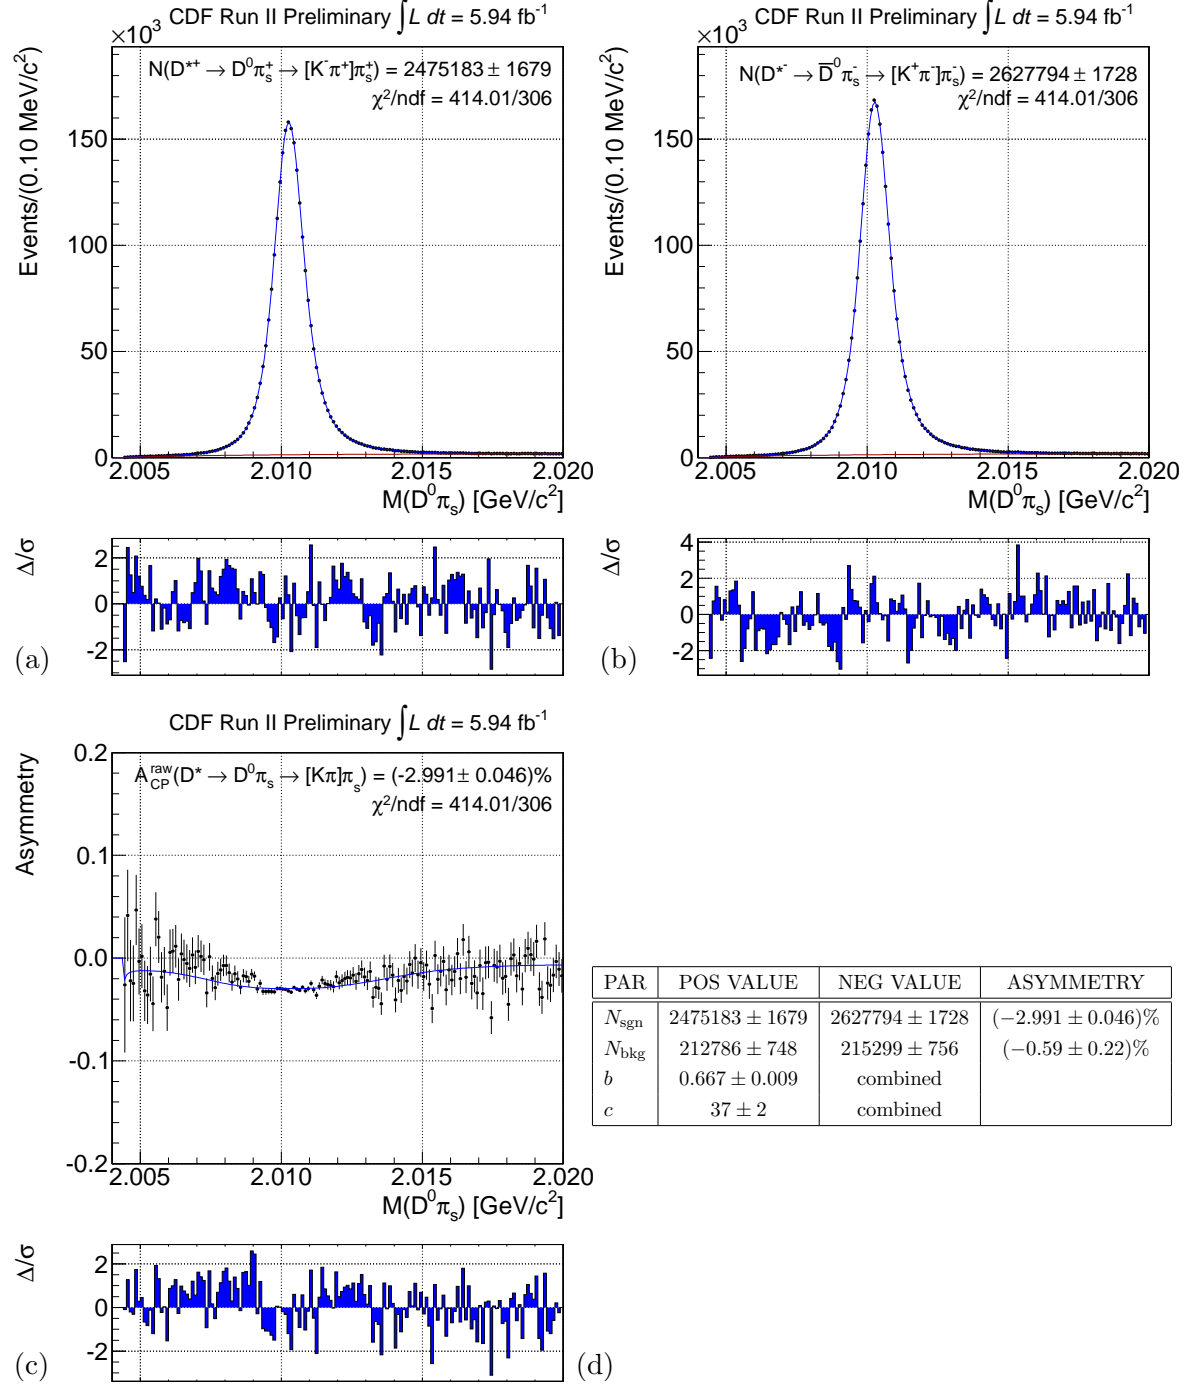 CDF Run II Preliminary ∫L dt = 5.94 fb⁻¹
×10³
N(D*⁺ → D⁰π⁺ₛ → [K⁻π⁺]π⁺ₛ) = 2475183 ± 1679
χ²/ndf = 414.01/306
Events/(0.10 MeV/c²)
150
100
50
0
2.005 2.010 2.015 2.020
M(D⁰πₛ) [GeV/c²]
Δ/σ
2
0
-2
(a)
CDF Run II Preliminary ∫L dt = 5.94 fb⁻¹
×10³
N(D*⁻ → D̅⁰π⁻ₛ → [K⁺π⁻]π⁻ₛ) = 2627794 ± 1728
χ²/ndf = 414.01/306
Events/(0.10 MeV/c²)
150
100
50
0
2.005 2.010 2.015 2.020
M(D⁰πₛ) [GeV/c²]
Δ/σ
4
2
0
-2
(b)
CDF Run II Preliminary ∫L dt = 5.94 fb⁻¹
A_CP^raw(D* → D⁰πₛ → [Kπ]πₛ) = (-2.991± 0.046)%
χ²/ndf = 414.01/306
Asymmetry
0.2
0.1
0.0
-0.1
-0.2
2.005 2.010 2.015 2.020
M(D⁰πₛ) [GeV/c²]
Δ/σ
2
0
-2
(c)
PAR POS VALUE NEG VALUE ASYMMETRY
N_sgn 2475183 ± 1679 2627794 ± 1728 (−2.991 ± 0.046)%
N_bkg 212786 ± 748 215299 ± 756 (−0.59 ± 0.22)%
b 0.667 ± 0.009 combined
c 37 ± 2 combined
(d)